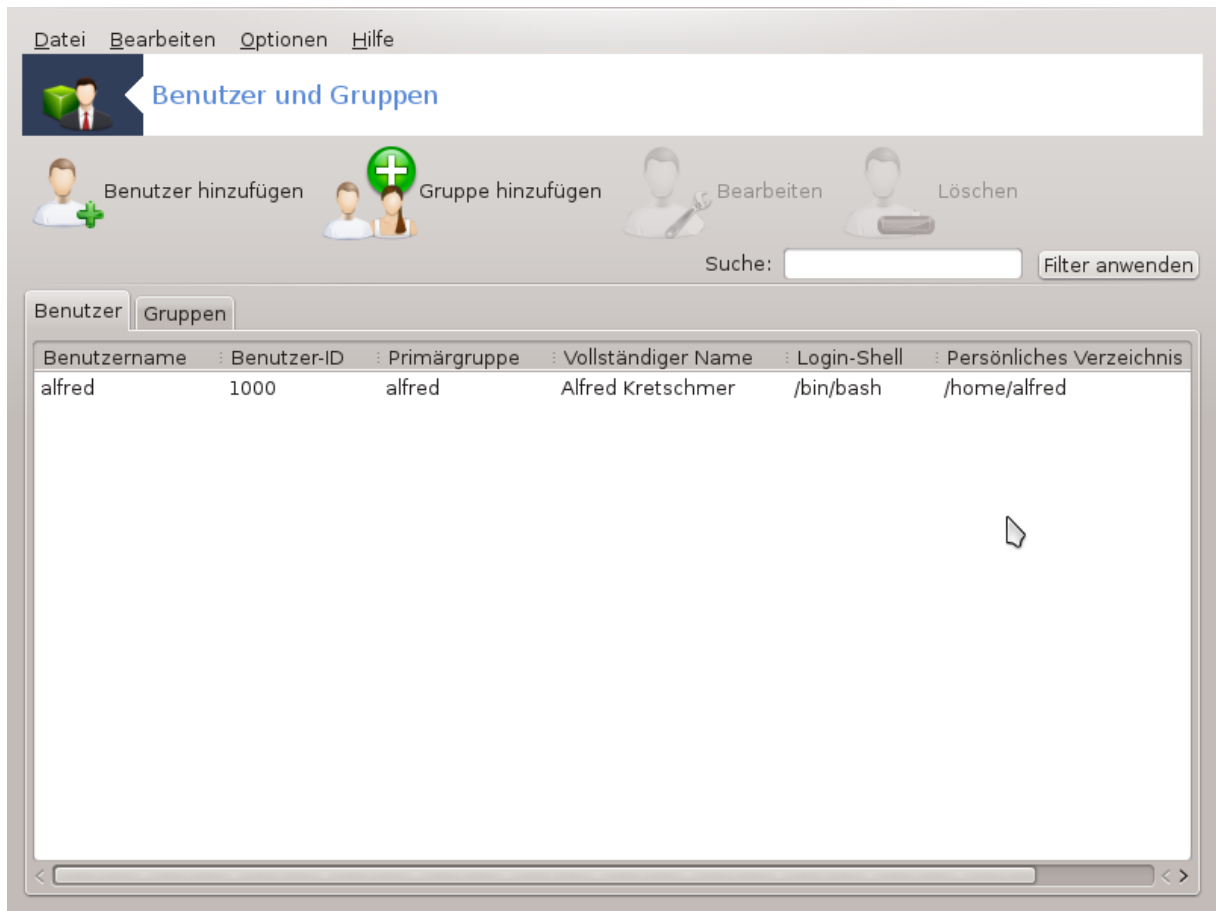 Datei Bearbeiten Optionen Hilfe
Benutzer und Gruppen
Benutzer hinzufügen Gruppe hinzufügen Bearbeiten Löschen
Suche: Filter anwenden
Benutzer Gruppen
Benutzername Benutzer-ID Primärgruppe Vollständiger Name Login-Shell Persönliches Verzeichnis
alfred 1000 alfred Alfred Kretschmer /bin/bash /home/alfred